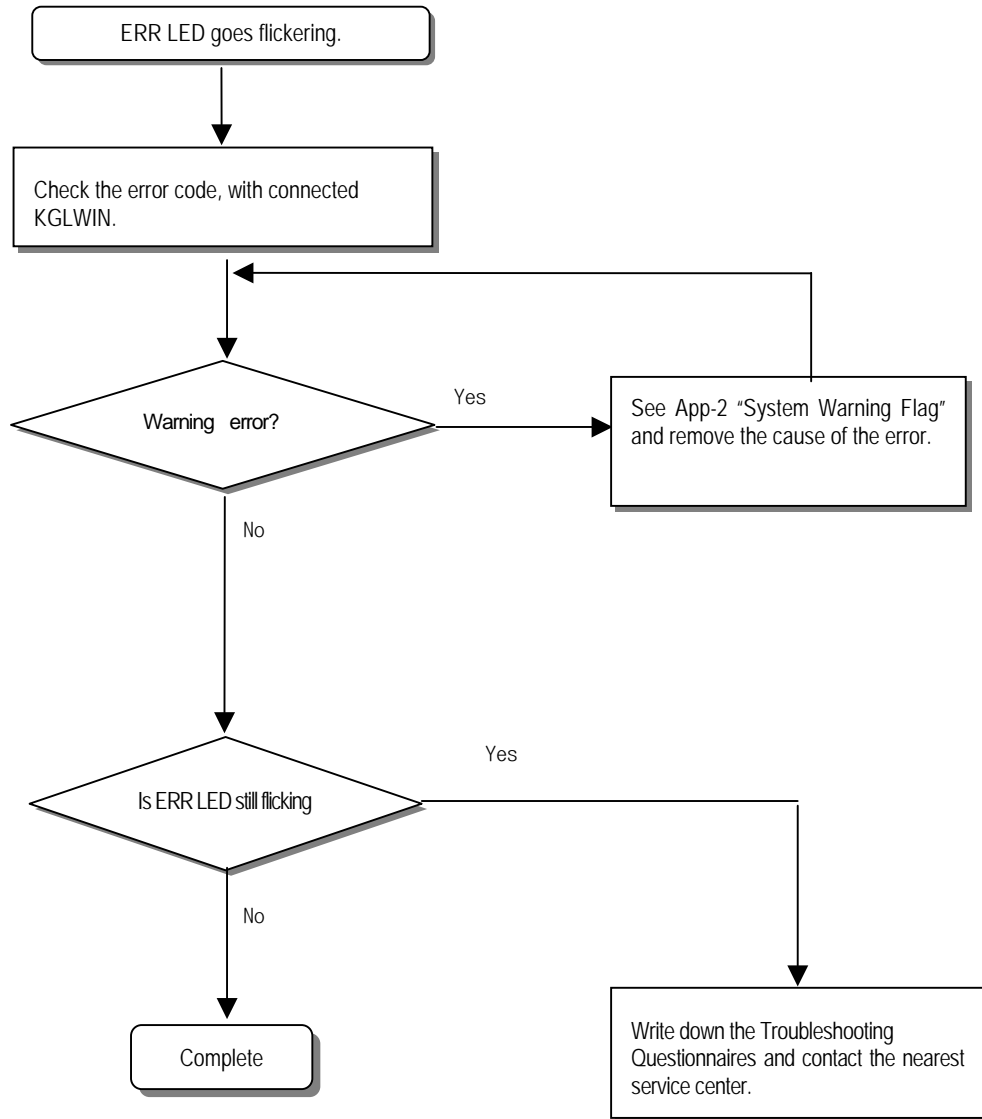 ERR LED goes flickering.
Check the error code, with connected
KGLWIN.
Warning error?
Yes
See App-2 “System Warning Flag”
and remove the cause of the error.
No
Is ERR LED still flicking
Yes
No
Complete
Write down the Troubleshooting
Questionnaires and contact the nearest
service center.